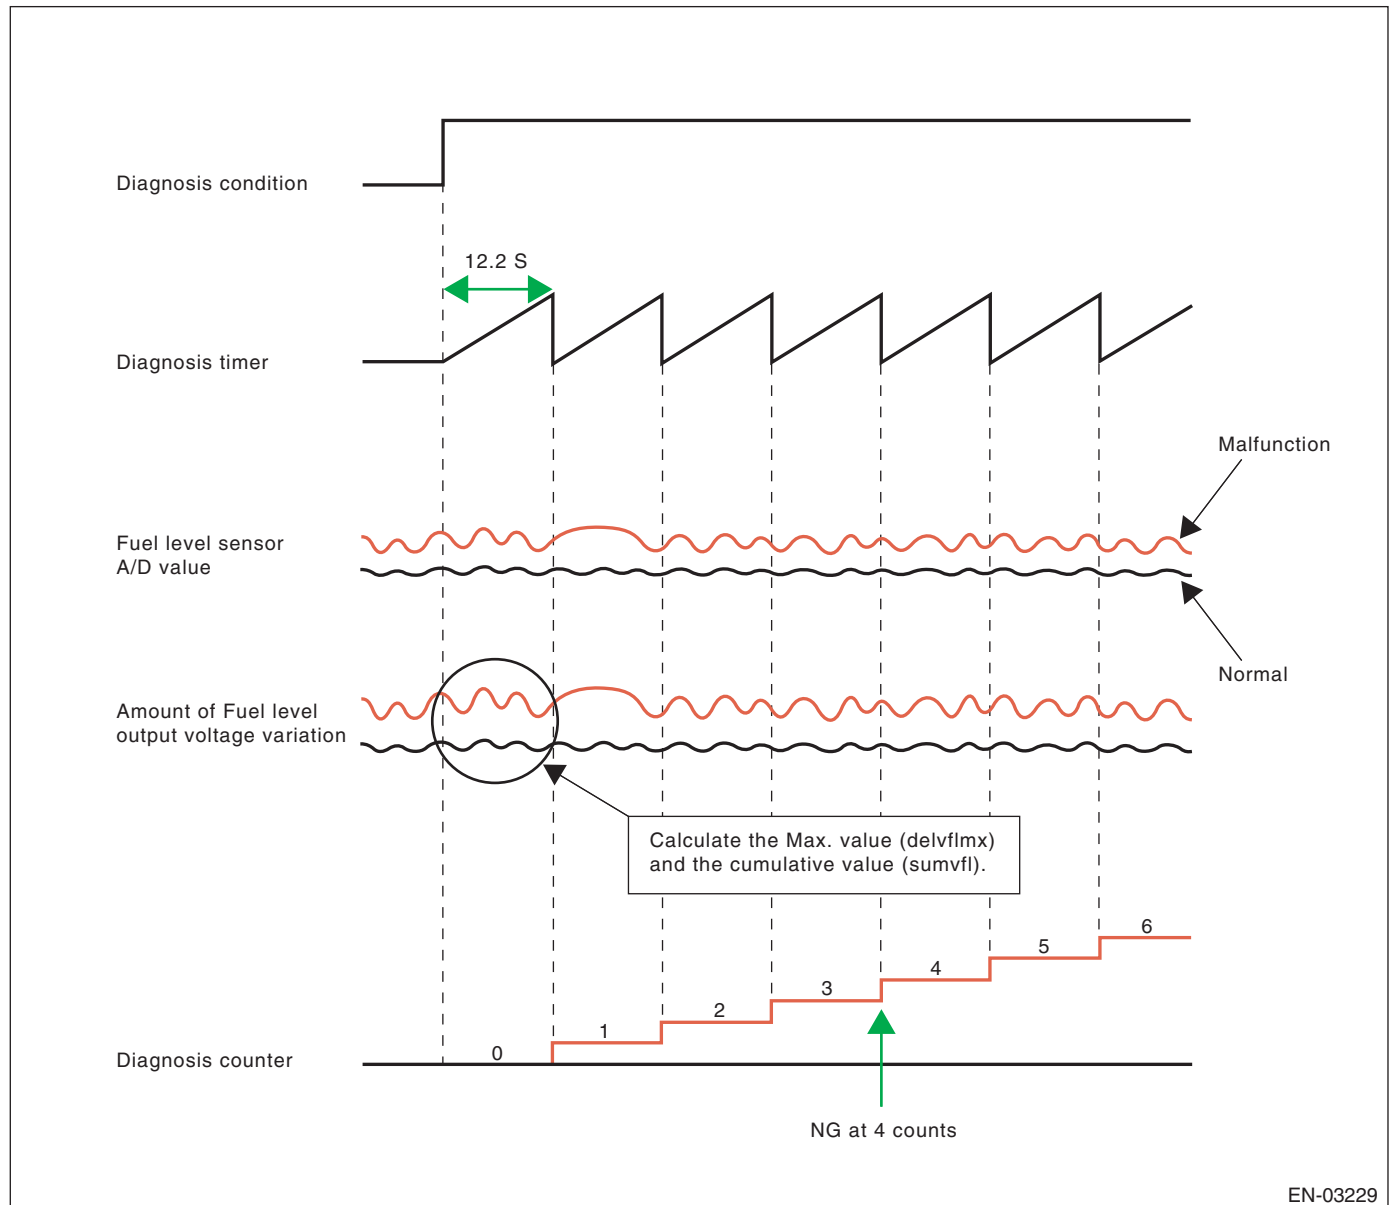 Diagnosis condition
12.2 S
Diagnosis timer
Malfunction
Fuel level sensor
A/D value
Normal
Amount of Fuel level
output voltage variation
Calculate the Max. value (delvflmx)
and the cumulative value (sumvfl).
6
5
4
3
2
1
0
Diagnosis counter
NG at 4 counts
EN-03229